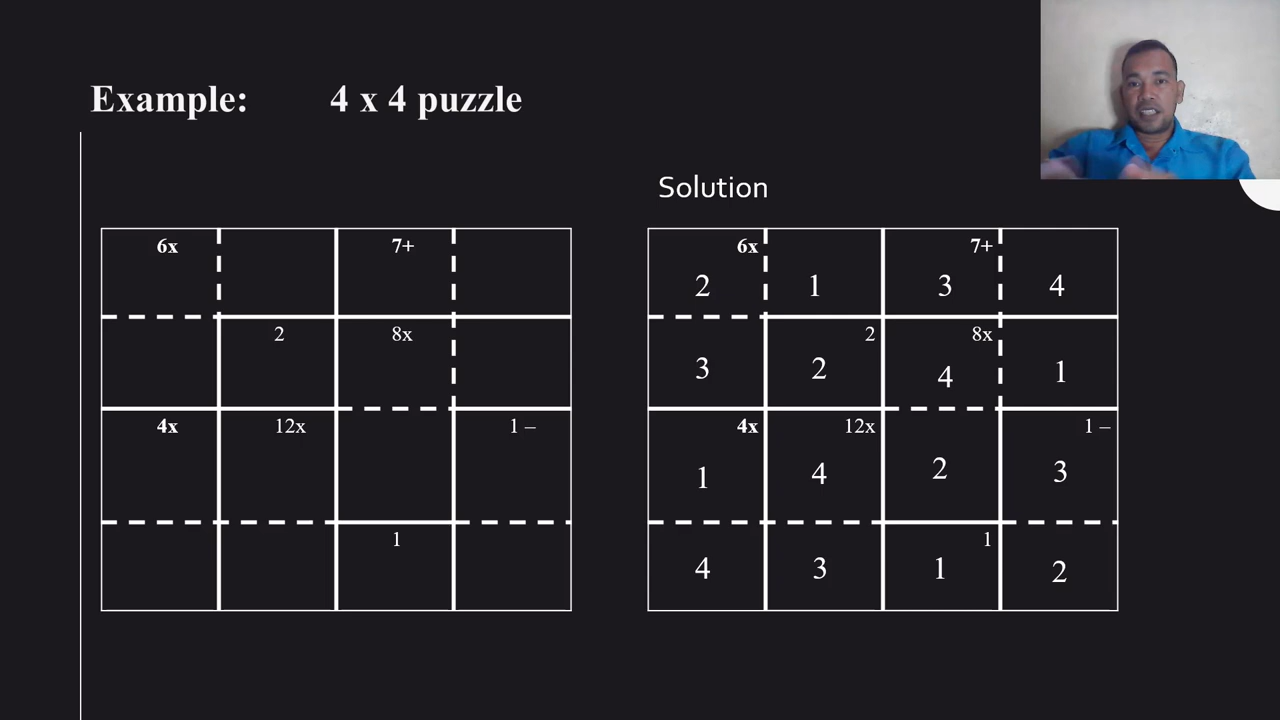 Example: 4 x 4 puzzle
Solution
6x 7+
2 8x
4x 12x 1 –
1
6x 7+
2 1 3 4
2 8x
3 2 4 1
4x 12x 1 –
1 4 2 3
1
4 3 1 2